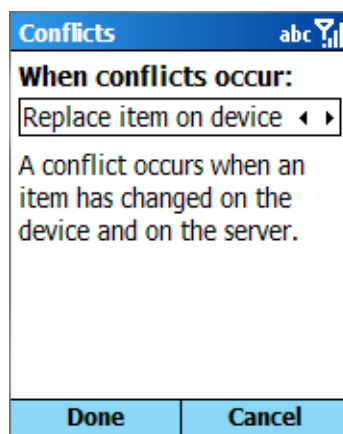 Conflicts abc
When conflicts occur:
Replace item on device
A conflict occurs when an
item has changed on the
device and on the server.
Done Cancel